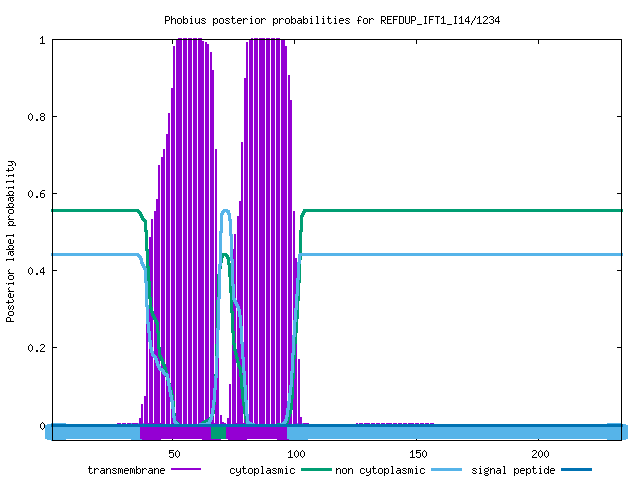 Phobius posterior probabilities for REFDUP_IFT1_I14/1234
1
0.8
0.6
0.4
0.2
0
Posterior label probability
50 100 150 200
transmembrane cytoplasmic non cytoplasmic signal peptide